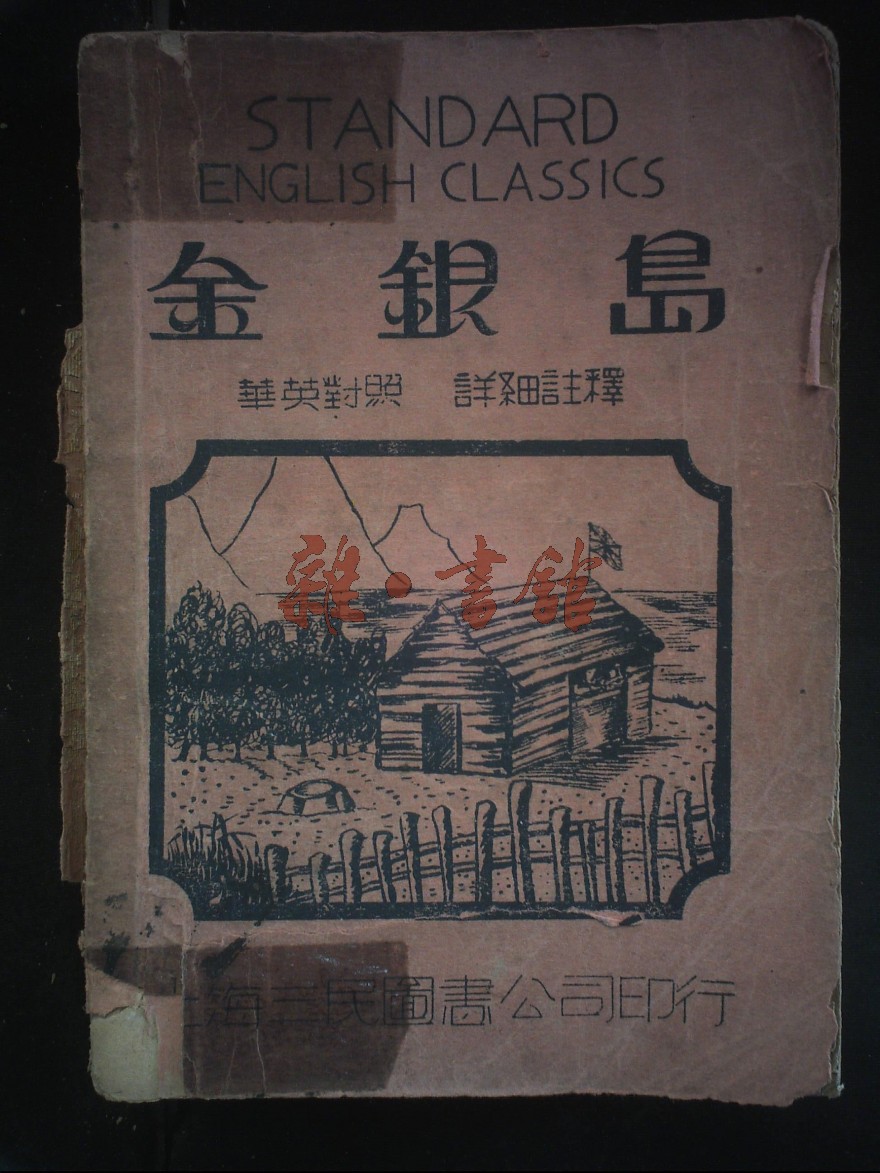 STANDARD
ENGLISH CLASSICS
金銀島
華英對照 詳細註釋
雜·書館
上海三民圖書公司印行